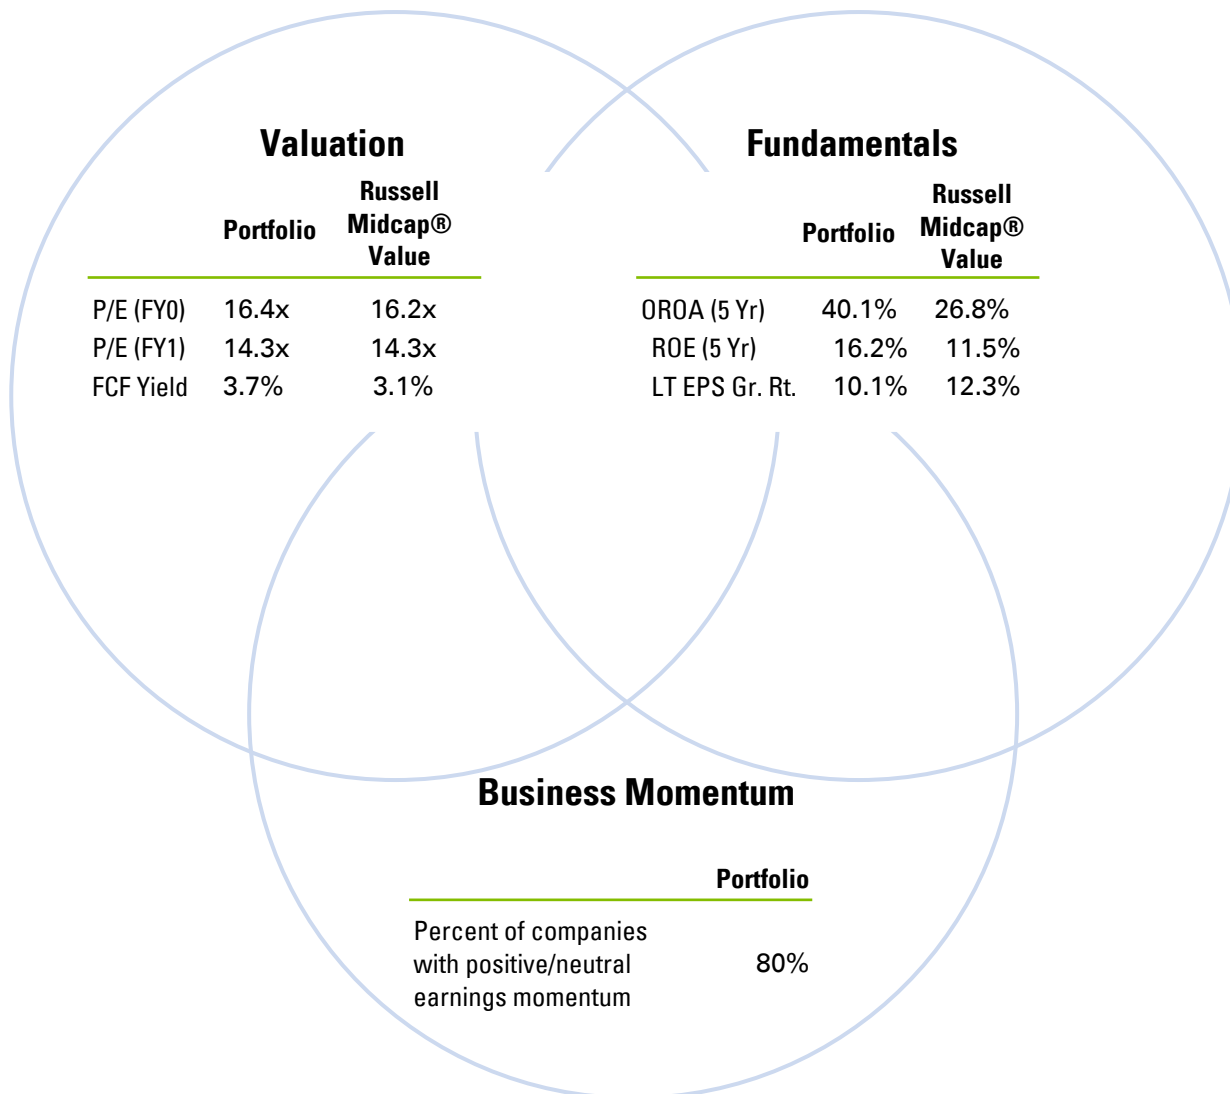 Valuation
Portfolio Russell Midcap® Value
P/E (FY0) 16.4x 16.2x
P/E (FY1) 14.3x 14.3x
FCF Yield 3.7% 3.1%
Fundamentals
Portfolio Russell Midcap® Value
OROA (5 Yr) 40.1% 26.8%
ROE (5 Yr) 16.2% 11.5%
LT EPS Gr. Rt. 10.1% 12.3%
Business Momentum
Portfolio
Percent of companies
with positive/neutral 80%
earnings momentum